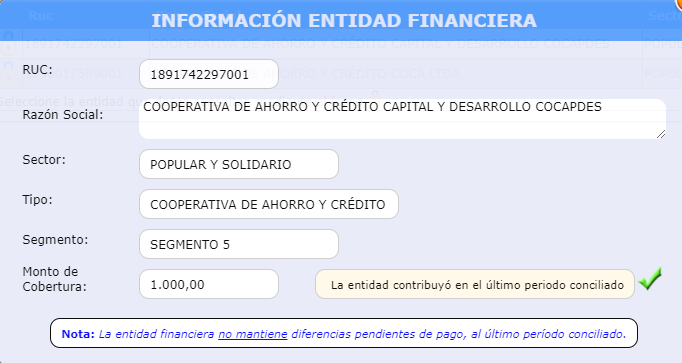 INFORMACIÓN ENTIDAD FINANCIERA
RUC:
1891742297001
Razón Social:
COOPERATIVA DE AHORRO Y CRÉDITO CAPITAL Y DESARROLLO COCAPDES
Sector:
POPULAR Y SOLIDARIO
Tipo:
COOPERATIVA DE AHORRO Y CRÉDITO
Segmento:
SEGMENTO 5
Monto de
Cobertura:
1.000,00
La entidad contribuyó en el último periodo conciliado
Nota: La entidad financiera no mantiene diferencias pendientes de pago, al último período conciliado.